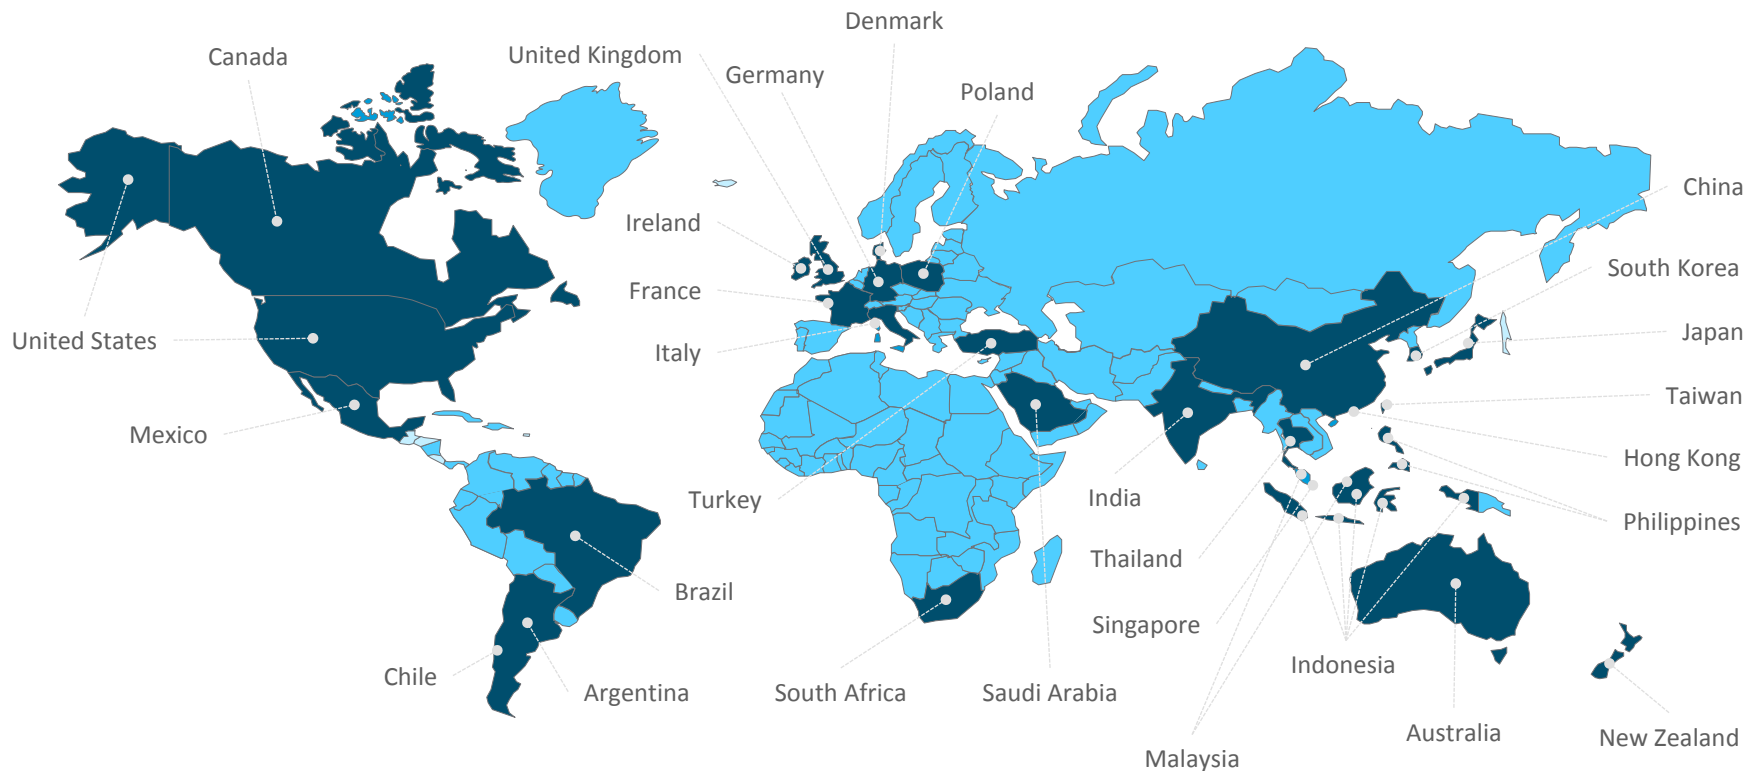 Denmark
Canada
United Kingdom
Germany
Poland
China
Ireland
South Korea
France
United States
Italy
Japan
Taiwan
Mexico
Hong Kong
Turkey
India
Philippines
Thailand
Brazil
Singapore
Indonesia
Chile
Argentina
South Africa
Saudi Arabia
Australia
New Zealand
Malaysia